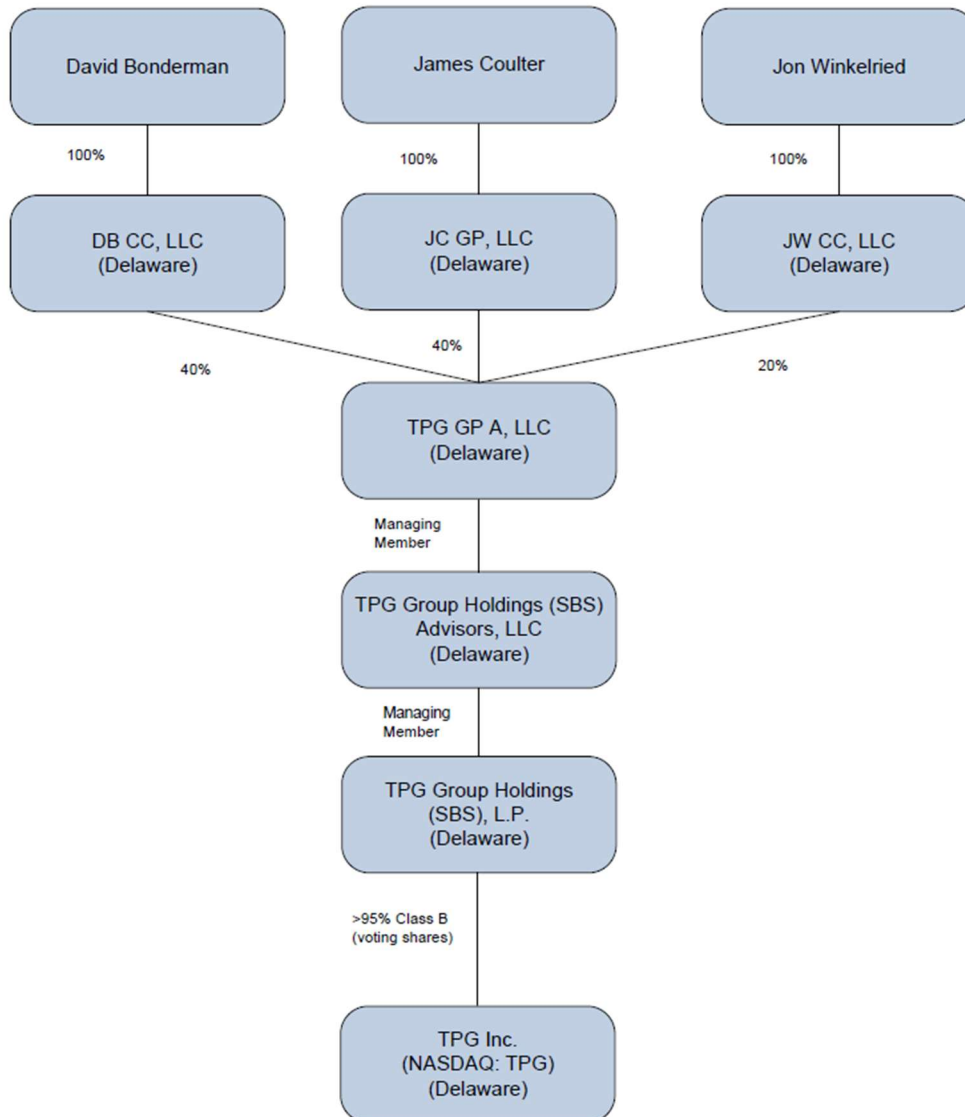 David Bonderman
James Coulter
Jon Winkelried
100%
100%
100%
DB CC, LLC
(Delaware)
JC GP, LLC
(Delaware)
JW CC, LLC
(Delaware)
40%
40%
20%
TPG GP A, LLC
(Delaware)
Managing
Member
TPG Group Holdings (SBS)
Advisors, LLC
(Delaware)
Managing
Member
TPG Group Holdings
(SBS), L.P.
(Delaware)
>95% Class B
(voting shares)
TPG Inc.
(NASDAQ: TPG)
(Delaware)